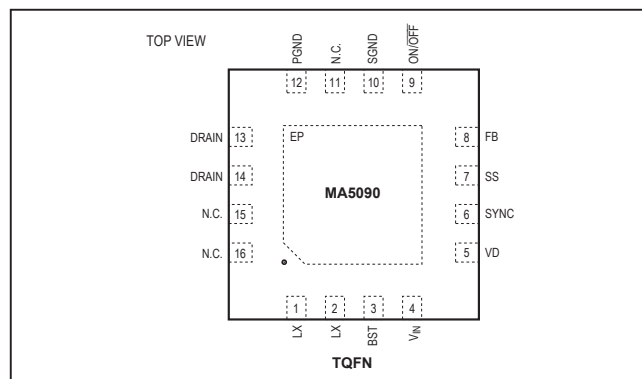 TOP VIEW
PGND
N.C.
SGND
ON/OFF
12
11
10
9
DRAIN 13
EP
8 FB
DRAIN 14
7 SS
MA5090
N.C. 15
6 SYNC
N.C. 16
5 VD
1
2
3
4
LX
LX
BST
VIN
TQFN